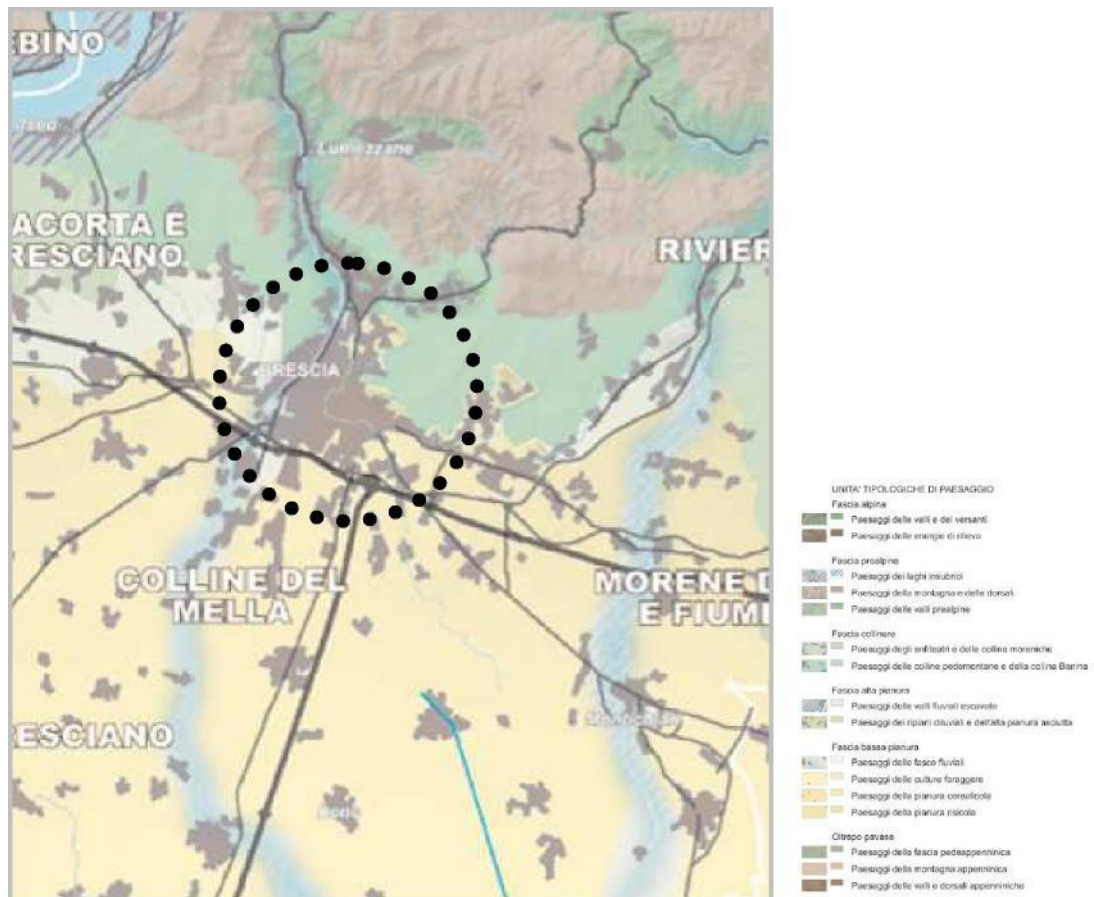 EBINO
Iseo
Lumezzane
ACORTA E
RESCIANO
RIVIER
BRESCIA
COLLINE DEL
MELLA
MORENE D
E FIUMI
RESCIANO
UNITA' TIPOLOGICHE DI PAESAGGIO
Fascia alpina
Paesaggi delle valli e dei versanti
Paesaggi delle energie di rilievo
Fascia prealpina
Paesaggi dei laghi insubrici
Paesaggi della montagna e delle dorsali
Paesaggi delle valli prealpine
Fascia collinare
Paesaggi degli anfiteatri e delle colline moreniche
Paesaggi delle colline pedemontane e della collina Banina
Fascia alta pianura
Paesaggi delle valli fluviali escavate
Paesaggi dei ripiani diluviali e dell'alta pianura asciutta
Fascia bassa pianura
Paesaggi delle fasce fluviali
Paesaggi delle culture foraggere
Paesaggi della pianura cerealicola
Paesaggi della pianura risicola
Oltrepo pavese
Paesaggi della fascia pedeappenninica
Paesaggi della montagna appenninica
Paesaggi delle valli e dorsali appenniniche